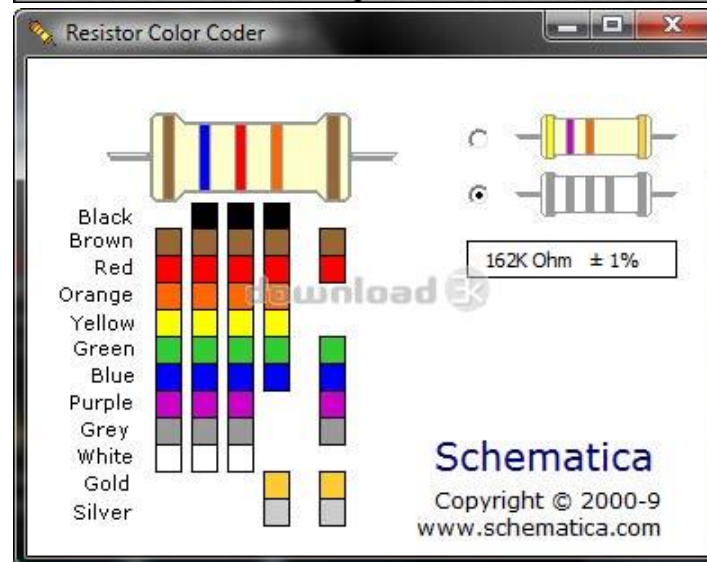 Resistor Color Coder
162K Ohm ± 1%
Black
Brown
Red
Orange
Yellow
Green
Blue
Purple
Grey
White
Gold
Silver
download 3K
Schematica
Copyright © 2000-9
www.schematica.com